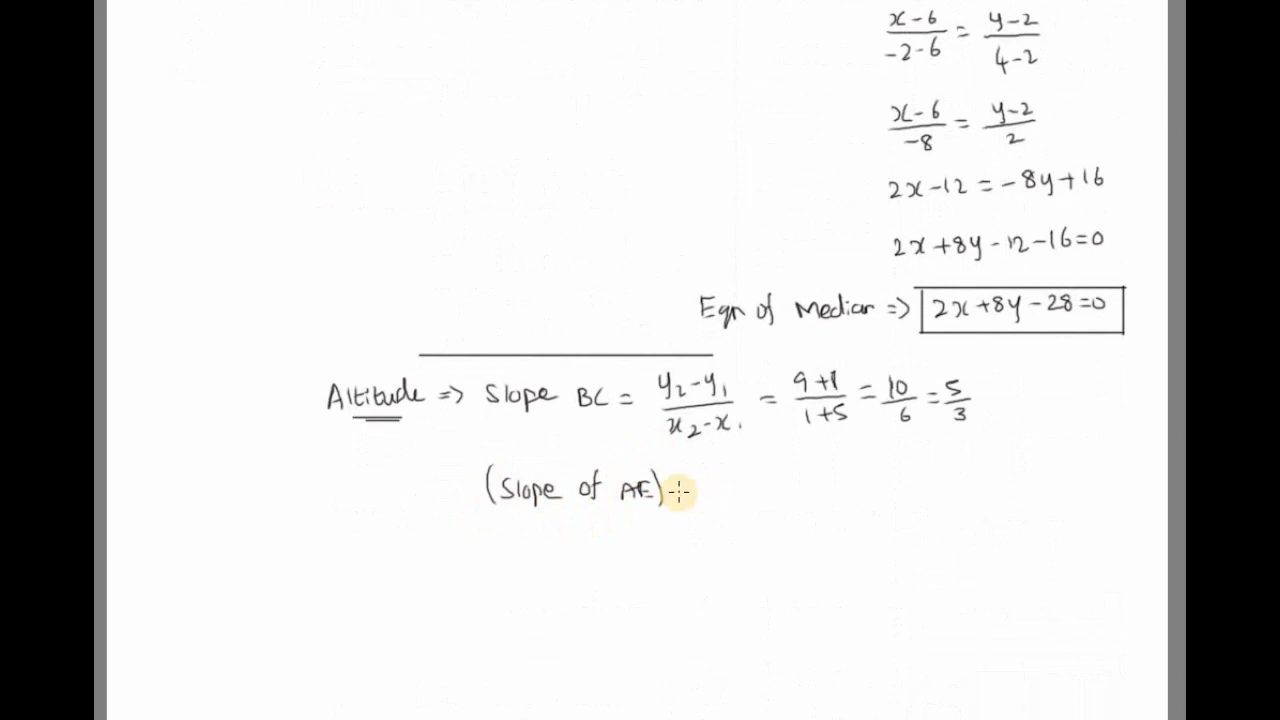 x-6/-2-6 = y-2/4-2
x-6/-8 = y-2/2
2x-12 = -8y+16
2x+8y-12-16=0
Eqn of Median => 2x+8y-28=0
Altitude => Slope BC = y₂-y₁/x₂-x₁ = 9+1/1+5 = 10/6 = 5/3
(Slope of AE)